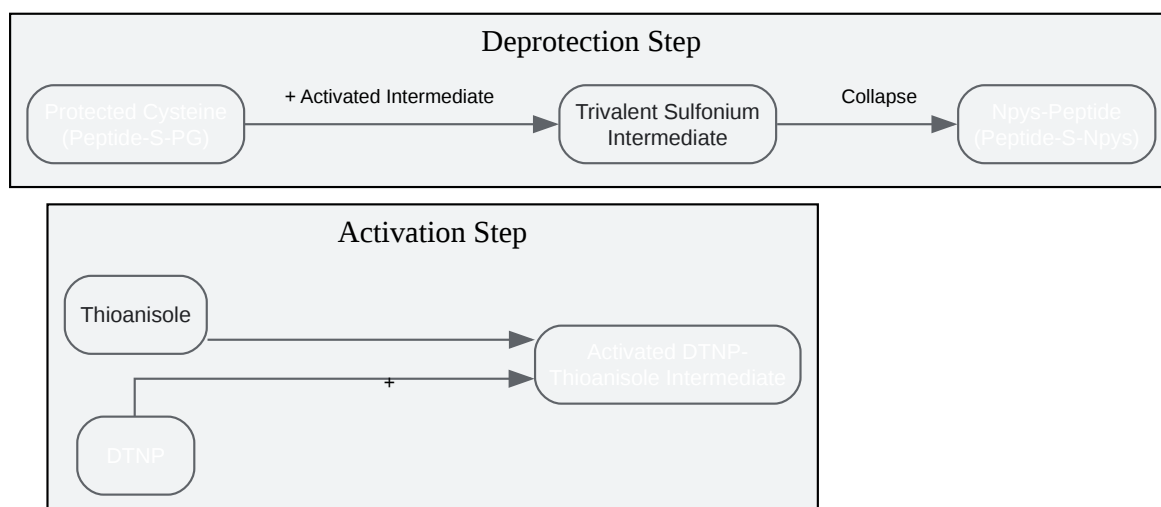 Deprotection Step
Protected Cysteine
(Peptide-S-PG)
+ Activated Intermediate
Trivalent Sulfonium
Intermediate
Collapse
Npys-Peptide
(Peptide-S-Npys)
Activation Step
Thioanisole
Activated DTNP-
Thioanisole Intermediate
+
DTNP